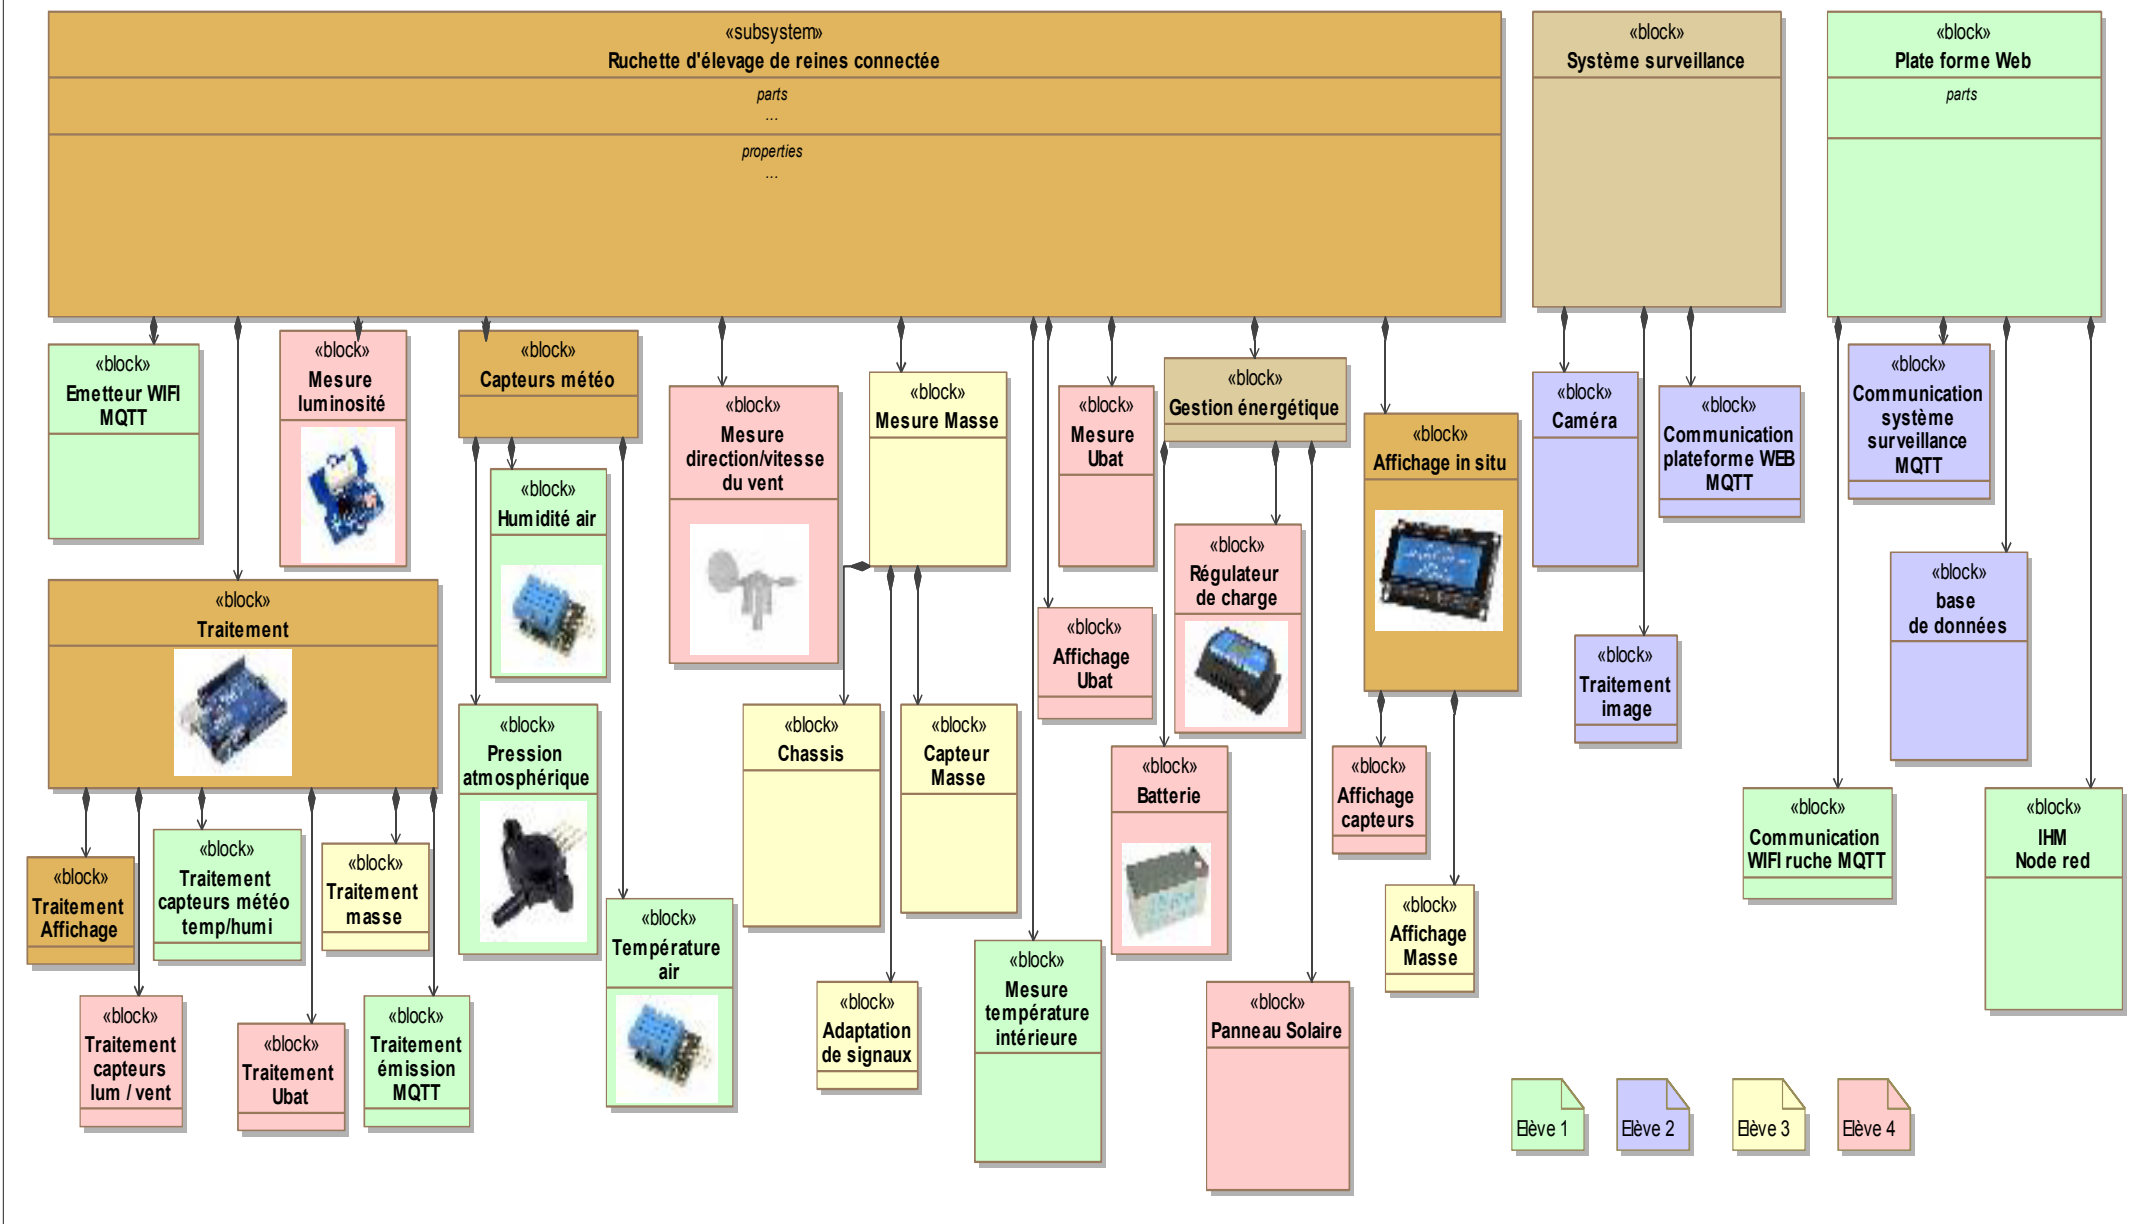 «subsystem»
Ruchette d'élevage de reines connectée
parts
...
properties
...
«block»
Système surveillance
«block»
Plate forme Web
parts
«block»
Emetteur WIFI
MQTT
«block»
Mesure
luminosité
«block»
Capteurs météo
«block»
Humidité air
«block»
Mesure
direction/vitesse
du vent
«block»
Mesure Masse
«block»
Mesure
Ubat
«block»
Gestion énergétique
«block»
Affichage in situ
«block»
Caméra
«block»
Communication
plateforme WEB
MQTT
«block»
Communication
système
surveillance
MQTT
«block»
Régulateur
de charge
«block»
base
de données
«block»
Traitement
«block»
Affichage
Ubat
«block»
Traitement
image
«block»
Pression
atmosphérique
«block»
Chassis
«block»
Capteur
Masse
«block»
Batterie
«block»
Affichage
capteurs
«block»
Communication
WIFI ruche MQTT
«block»
IHM
Node red
«block»
Traitement
Affichage
«block»
Traitement
capteurs météo
temp/humi
«block»
Traitement
masse
«block»
Température
air
«block»
Affichage
Masse
«block»
Mesure
température
intérieure
«block»
Traitement
capteurs
lum / vent
«block»
Traitement
Ubat
«block»
Traitement
émission
MQTT
«block»
Adaptation
de signaux
«block»
Panneau Solaire
Elève 1
Elève 2
Elève 3
Elève 4